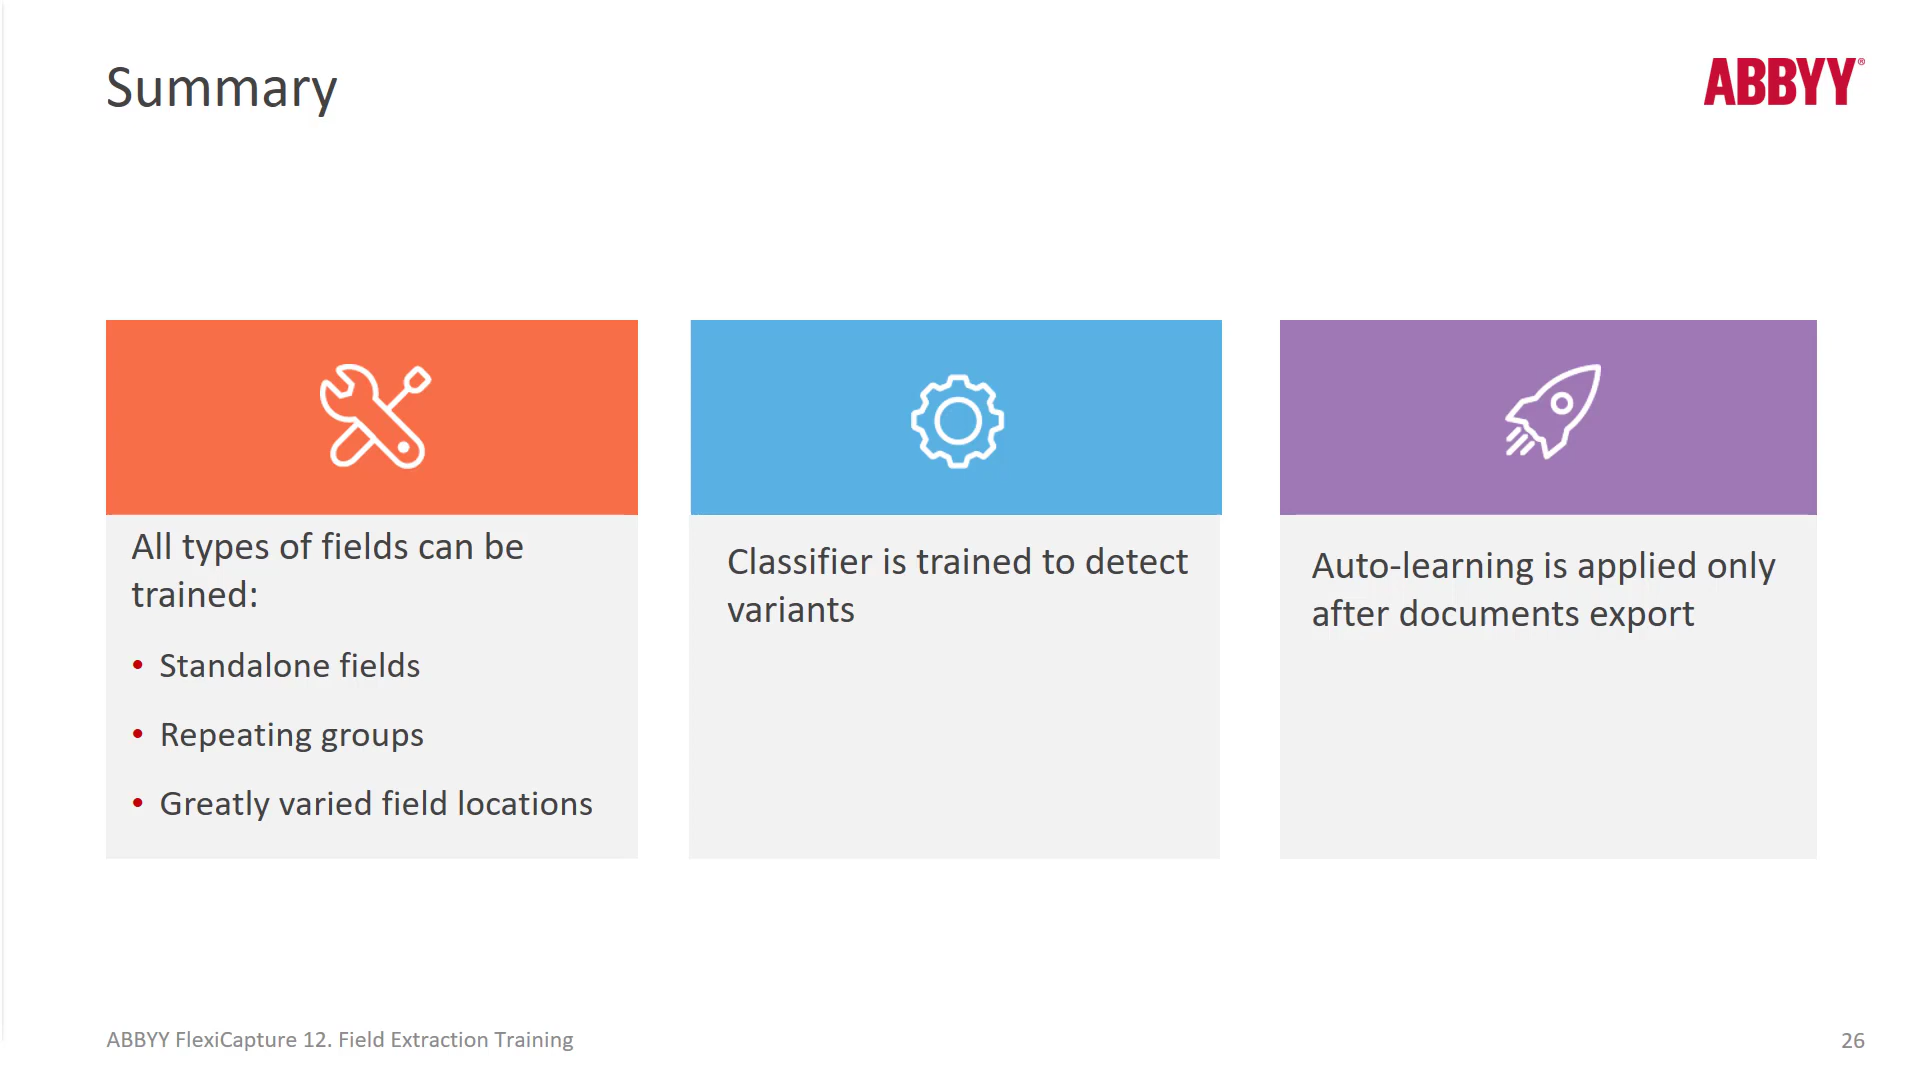 Summary
ABBYY®
All types of fields can be
trained:
• Standalone fields
• Repeating groups
• Greatly varied field locations
Classifier is trained to detect
variants
Auto-learning is applied only
after documents export
ABBYY FlexiCapture 12. Field Extraction Training
26